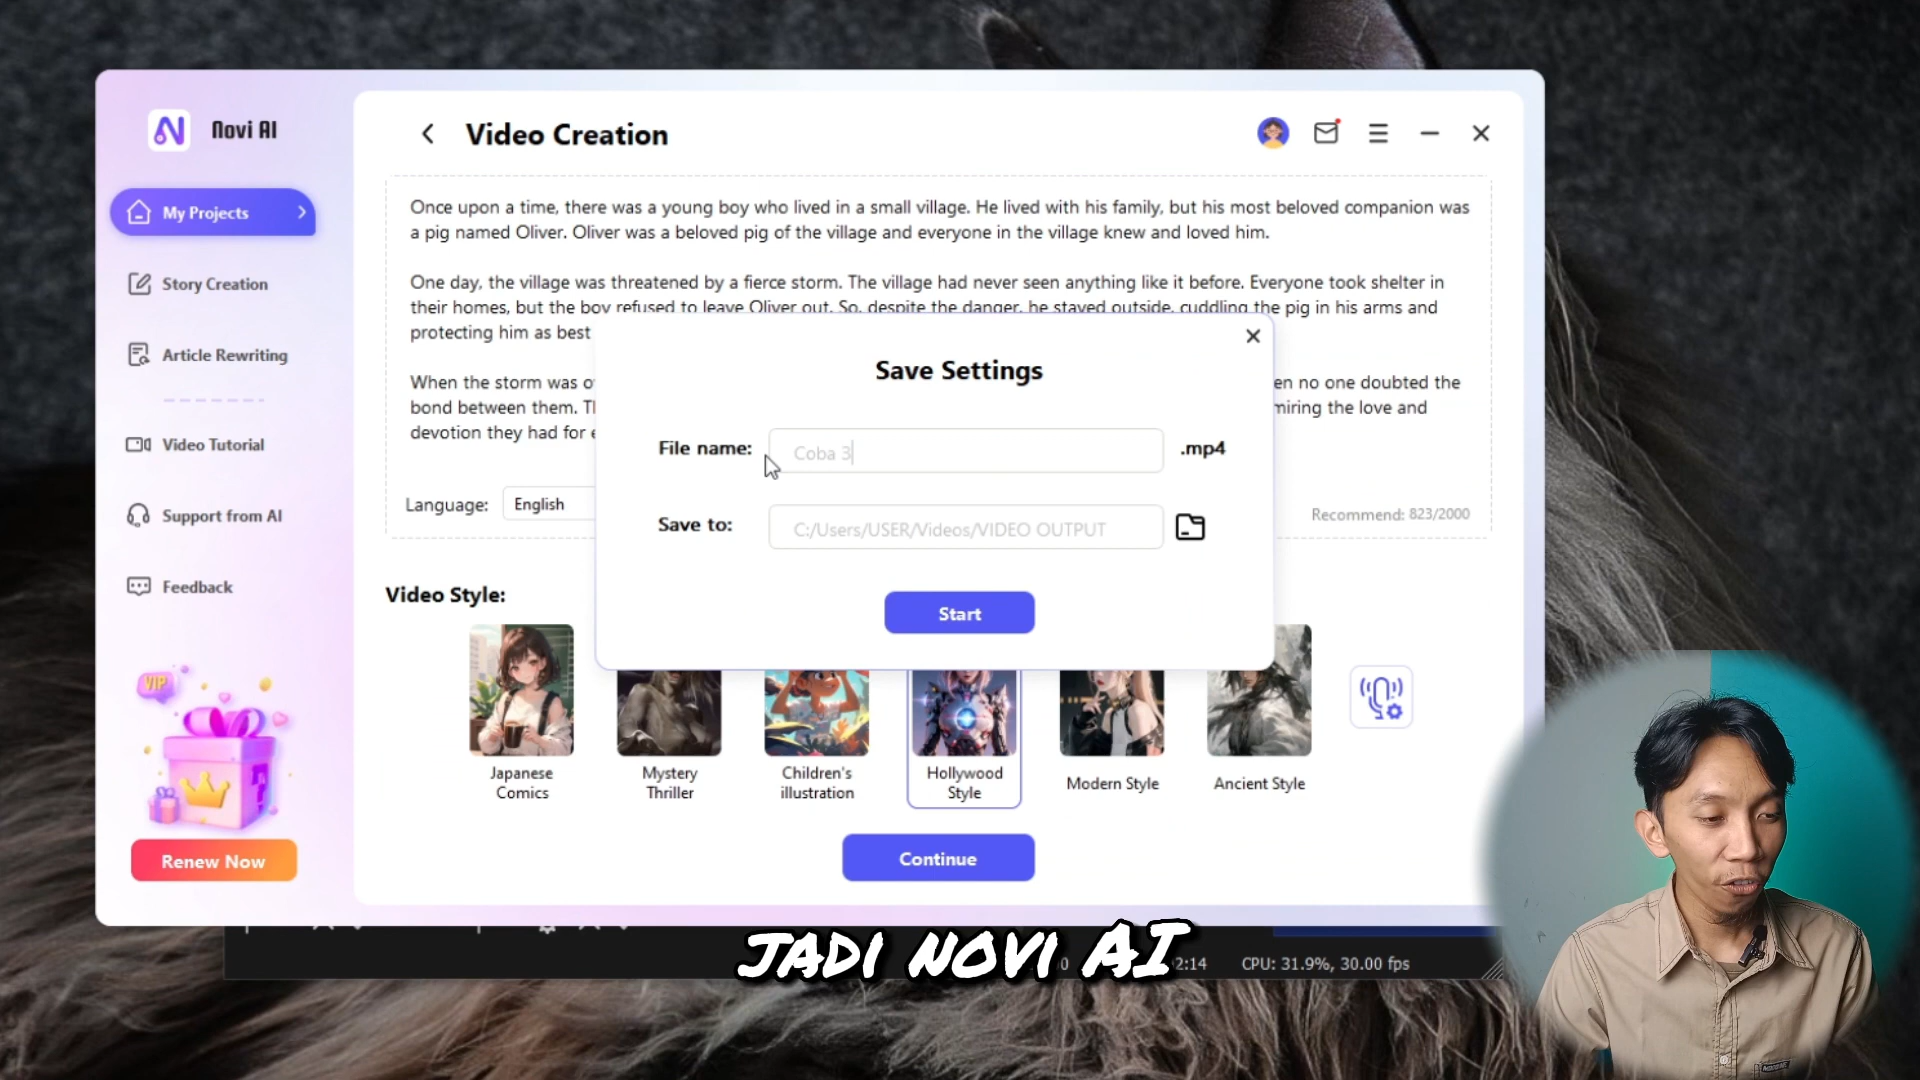 Novi AI
Video Creation
My Projects
Story Creation
Article Rewriting
Video Tutorial
Support from AI
Feedback
VIP
Renew Now
Once upon a time, there was a young boy who lived in a small village. He lived with his family, but his most beloved companion was
a pig named Oliver. Oliver was a beloved pig of the village and everyone in the village knew and loved him.
One day, the village was threatened by a fierce storm. The village had never seen anything like it before. Everyone took shelter in
their homes, but the boy refused to leave Oliver out. So, despite the danger, he stayed outside, cuddling the pig in his arms and
protecting him as best
When the storm was
no one doubted the
bond between them.
the love and
devotion they had for
Language: English
Recommend: 823/2000
Save Settings
File name: Coba 3 .mp4
Save to: C:/Users/USER/Videos/VIDEO OUTPUT
Start
Video Style:
Japanese
Comics
Mystery
Thriller
Children's
illustration
Hollywood
Style
Modern Style
Ancient Style
Continue
JADI NOVI AI
2:14 CPU: 31.9%, 30.00 fps